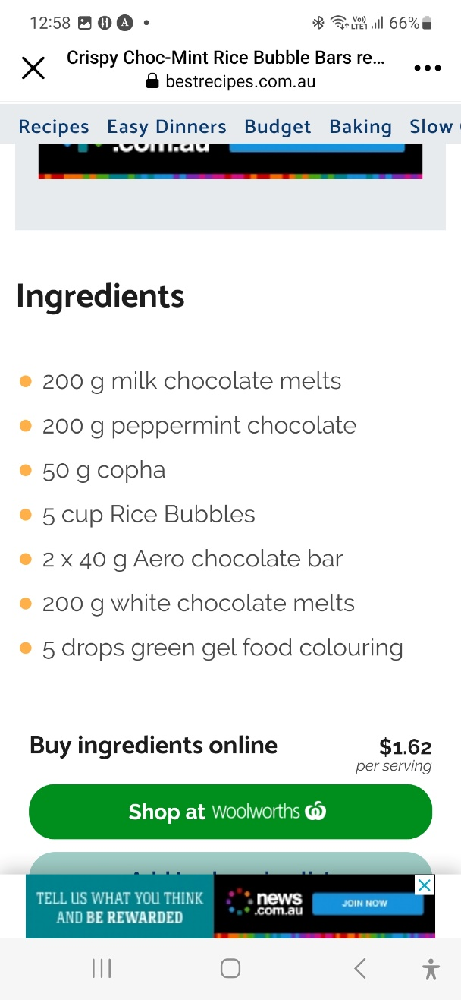 12:58
Vo)) LTE1 66%
Crispy Choc-Mint Rice Bubble Bars re...
bestrecipes.com.au
Recipes Easy Dinners Budget Baking Slow
.com.au
Ingredients
200 g milk chocolate melts
200 g peppermint chocolate
50 g copha
5 cup Rice Bubbles
2 x 40 g Aero chocolate bar
200 g white chocolate melts
5 drops green gel food colouring
Buy ingredients online $1.62
per serving
Shop at Woolworths
TELL US WHAT YOU THINK
AND BE REWARDED
news
.com.au
JOIN NOW